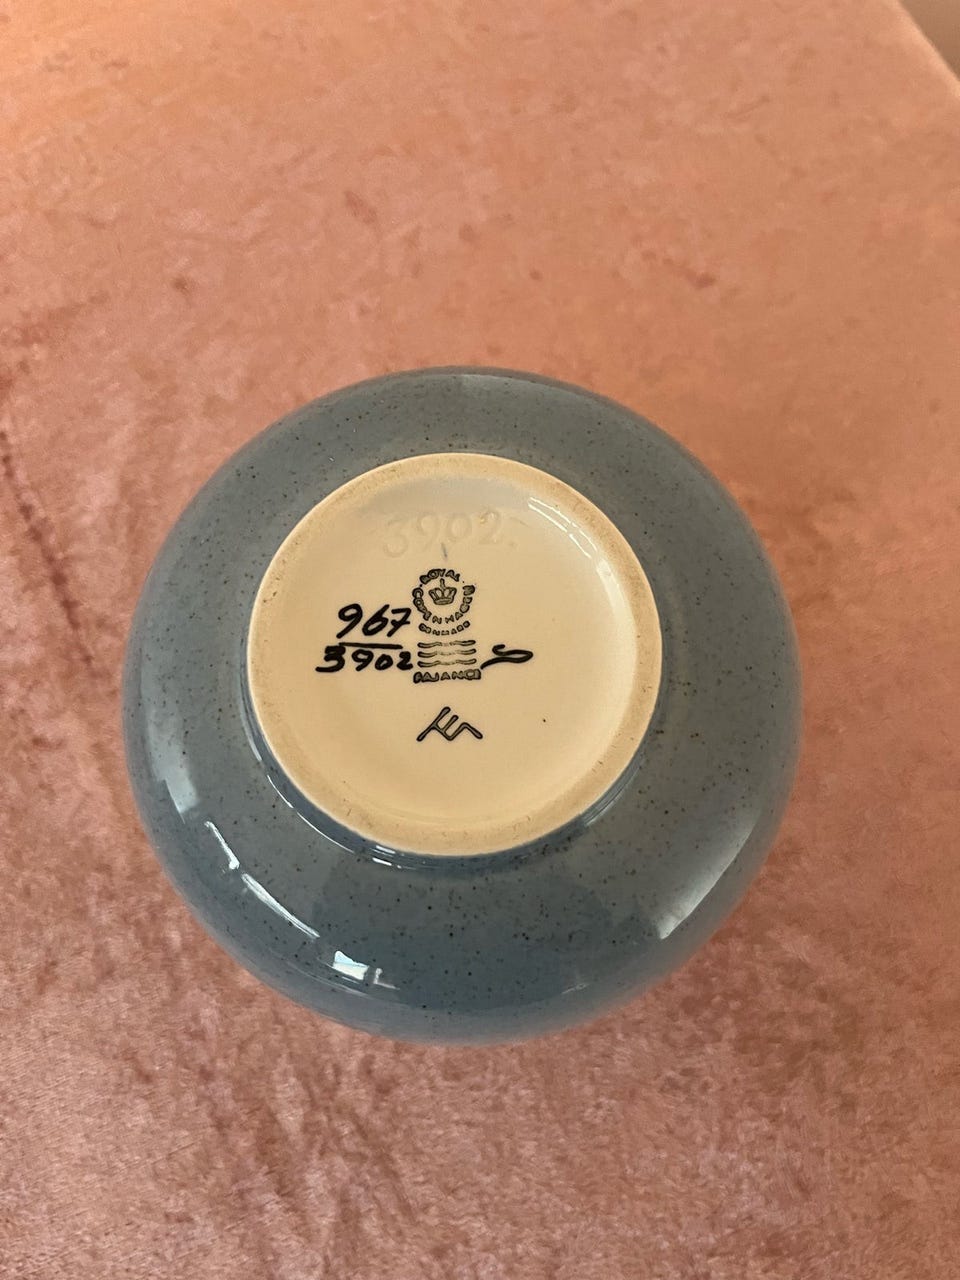 3902.
ROYAL
COPENHAGEN
DENMARK
967
3902
FAJANCE